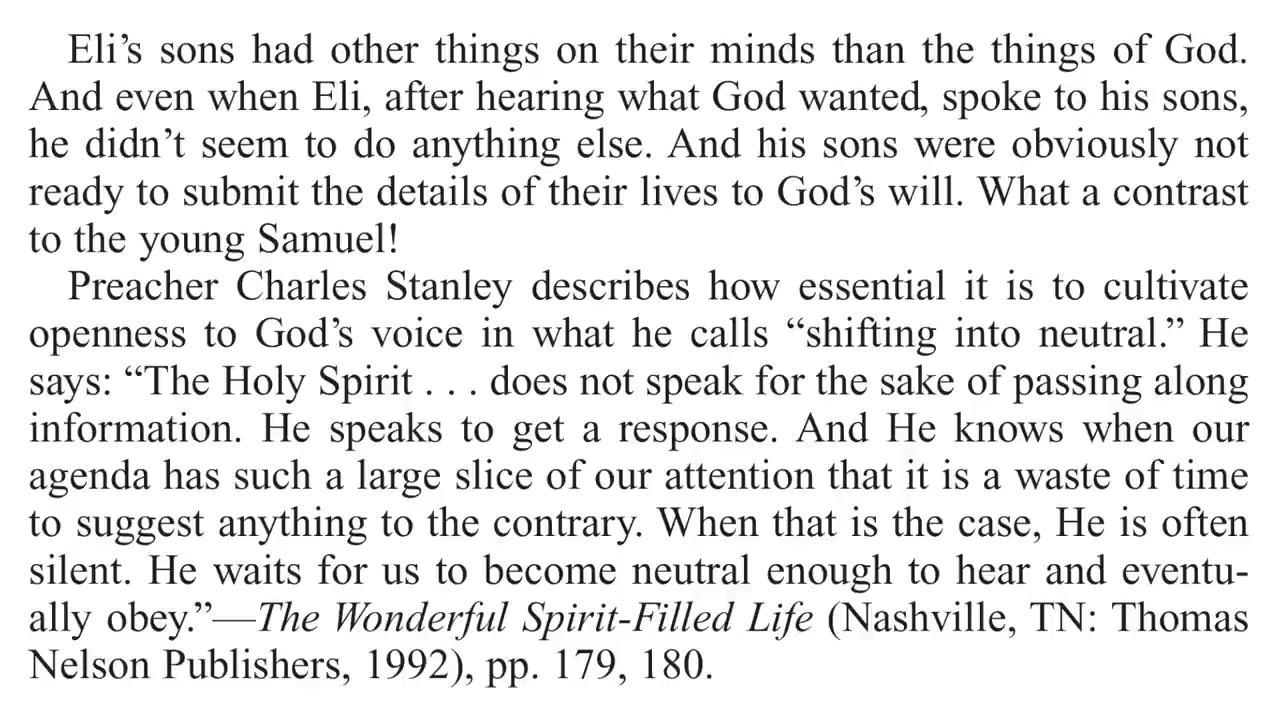 Eli’s sons had other things on their minds than the things of God.
And even when Eli, after hearing what God wanted, spoke to his sons,
he didn’t seem to do anything else. And his sons were obviously not
ready to submit the details of their lives to God’s will. What a contrast
to the young Samuel!
Preacher Charles Stanley describes how essential it is to cultivate
openness to God’s voice in what he calls “shifting into neutral.” He
says: “The Holy Spirit . . . does not speak for the sake of passing along
information. He speaks to get a response. And He knows when our
agenda has such a large slice of our attention that it is a waste of time
to suggest anything to the contrary. When that is the case, He is often
silent. He waits for us to become neutral enough to hear and eventu-
ally obey.”—The Wonderful Spirit-Filled Life (Nashville, TN: Thomas
Nelson Publishers, 1992), pp. 179, 180.